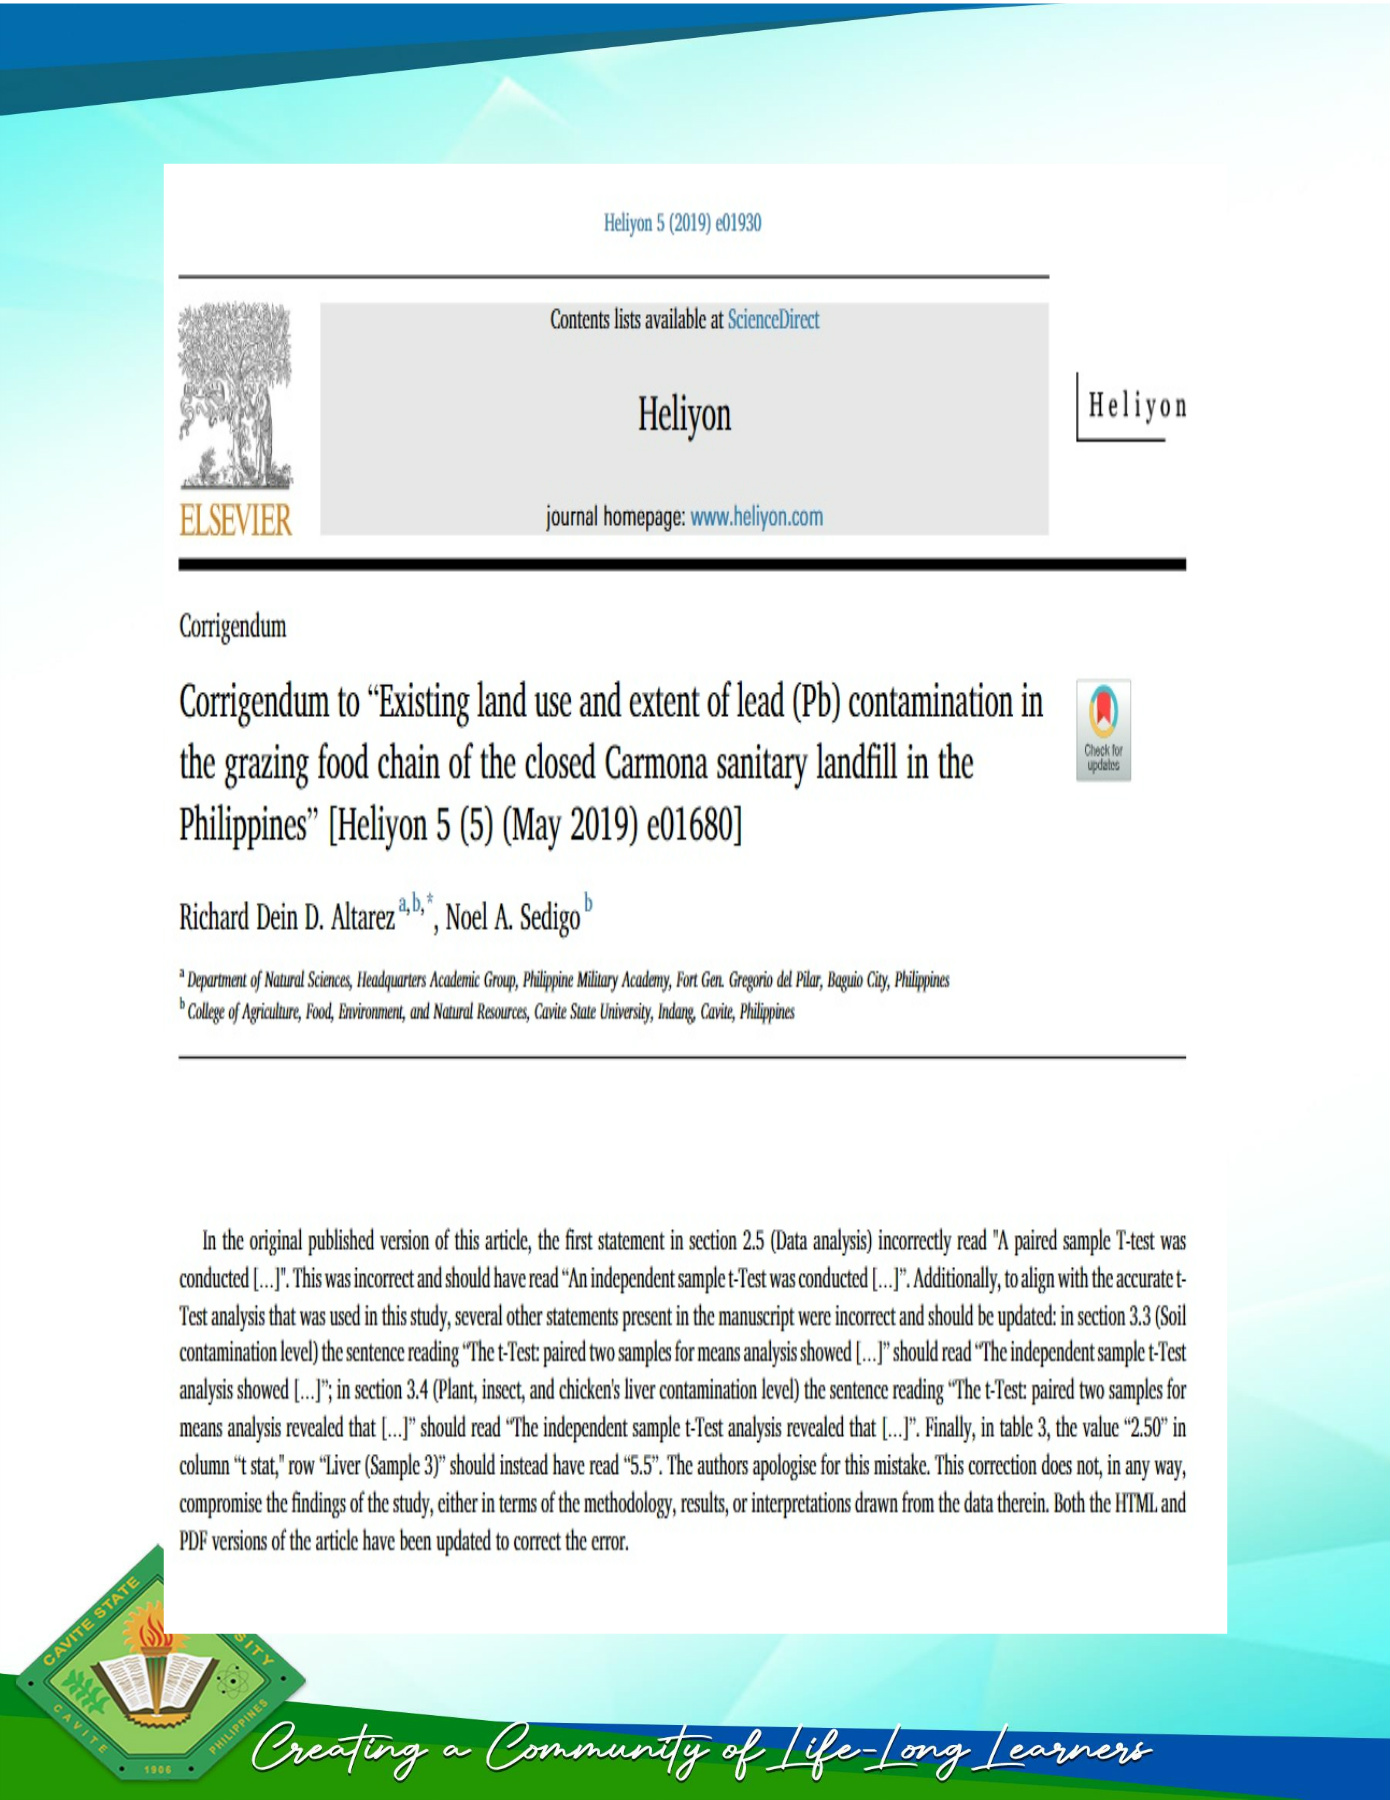 Heliyon 5 (2019) e01930
Contents lists available at ScienceDirect
Heliyon
journal homepage: www.heliyon.com
ELSEVIER
Heliyon
Corrigendum
Corrigendum to “Existing land use and extent of lead (Pb) contamination in
the grazing food chain of the closed Carmona sanitary landfill in the
Philippines” [Heliyon 5 (5) (May 2019) e01680]
Check for
updates
Richard Dein D. Altarez a,b,*, Noel A. Sedigo b
a Department of Natural Sciences, Headquarters Academic Group, Philippine Military Academy, Fort Gen. Gregorio del Pilar, Baguio City, Philippines
b College of Agriculture, Food, Environment, and Natural Resources, Cavite State University, Indang, Cavite, Philippines
In the original published version of this article, the first statement in section 2.5 (Data analysis) incorrectly read "A paired sample T-test was
conducted [...]". This was incorrect and should have read “An independent sample t-Test was conducted [...]”. Additionally, to align with the accurate t-
Test analysis that was used in this study, several other statements present in the manuscript were incorrect and should be updated: in section 3.3 (Soil
contamination level) the sentence reading “The t-Test: paired two samples for means analysis showed [...]” should read “The independent sample t-Test
analysis showed [...]”; in section 3.4 (Plant, insect, and chicken's liver contamination level) the sentence reading “The t-Test: paired two samples for
means analysis revealed that [...]” should read “The independent sample t-Test analysis revealed that [...]”. Finally, in table 3, the value “2.50” in
column “t stat," row “Liver (Sample 3)” should instead have read “5.5”. The authors apologise for this mistake. This correction does not, in any way,
compromise the findings of the study, either in terms of the methodology, results, or interpretations drawn from the data therein. Both the HTML and
PDF versions of the article have been updated to correct the error.
CAVITE STATE
SITY
CAVITE
PHILIPPINES
1906
Creating a Community of Life-Long Learners